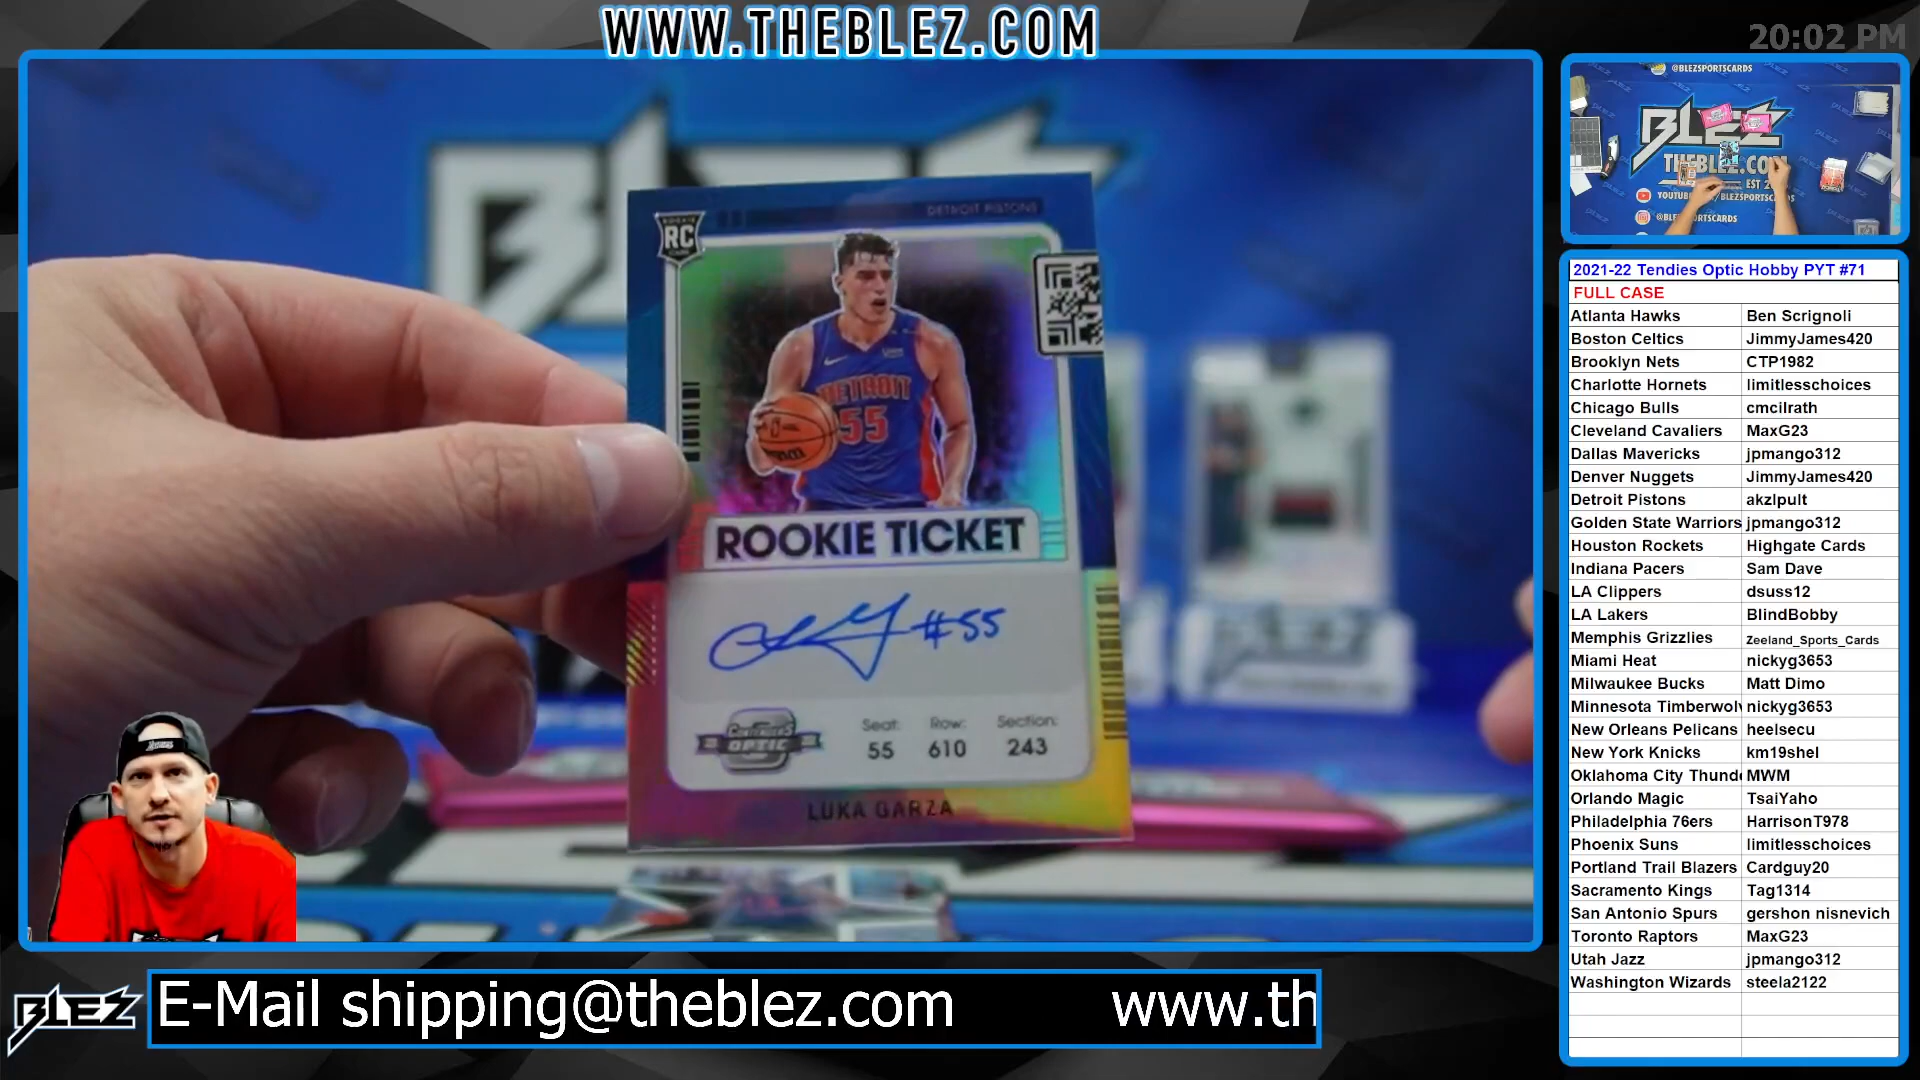 WWW.THEBLEZ.COM
20:02 PM
BLEZ
DETROIT PISTONS
ROOKIE
RC
DETROIT
55
ROOKIE TICKET
#55
Seat: Row: Section:
55 610 243
CONTENDERS
OPTIC
LUKA GARZA
BLEZ
@BLEZSPORTSCARDS
BLEZ
THEBLEZ.COM
2021-22 Tendies Optic Hobby PYT #71
FULL CASE
Atlanta Hawks Ben Scrignoli
Boston Celtics JimmyJames420
Brooklyn Nets CTP1982
Charlotte Hornets limitlesschoices
Chicago Bulls cmcilrath
Cleveland Cavaliers MaxG23
Dallas Mavericks jpmango312
Denver Nuggets JimmyJames420
Detroit Pistons akzlpult
Golden State Warriors jpmango312
Houston Rockets Highgate Cards
Indiana Pacers Sam Dave
LA Clippers dsuss12
LA Lakers BlindBobby
Memphis Grizzlies Zeeland_Sports_Cards
Miami Heat nickyg3653
Milwaukee Bucks Matt Dimo
Minnesota Timberwolv nickyg3653
New Orleans Pelicans heelsecu
New York Knicks km19shel
Oklahoma City Thund MWM
Orlando Magic TsaiYaho
Philadelphia 76ers HarrisonT978
Phoenix Suns limitlesschoices
Portland Trail Blazers Cardguy20
Sacramento Kings Tag1314
San Antonio Spurs gershon nisnevich
Toronto Raptors MaxG23
Utah Jazz jpmango312
Washington Wizards steela2122
BLEZ
E-Mail shipping@theblez.com www.th